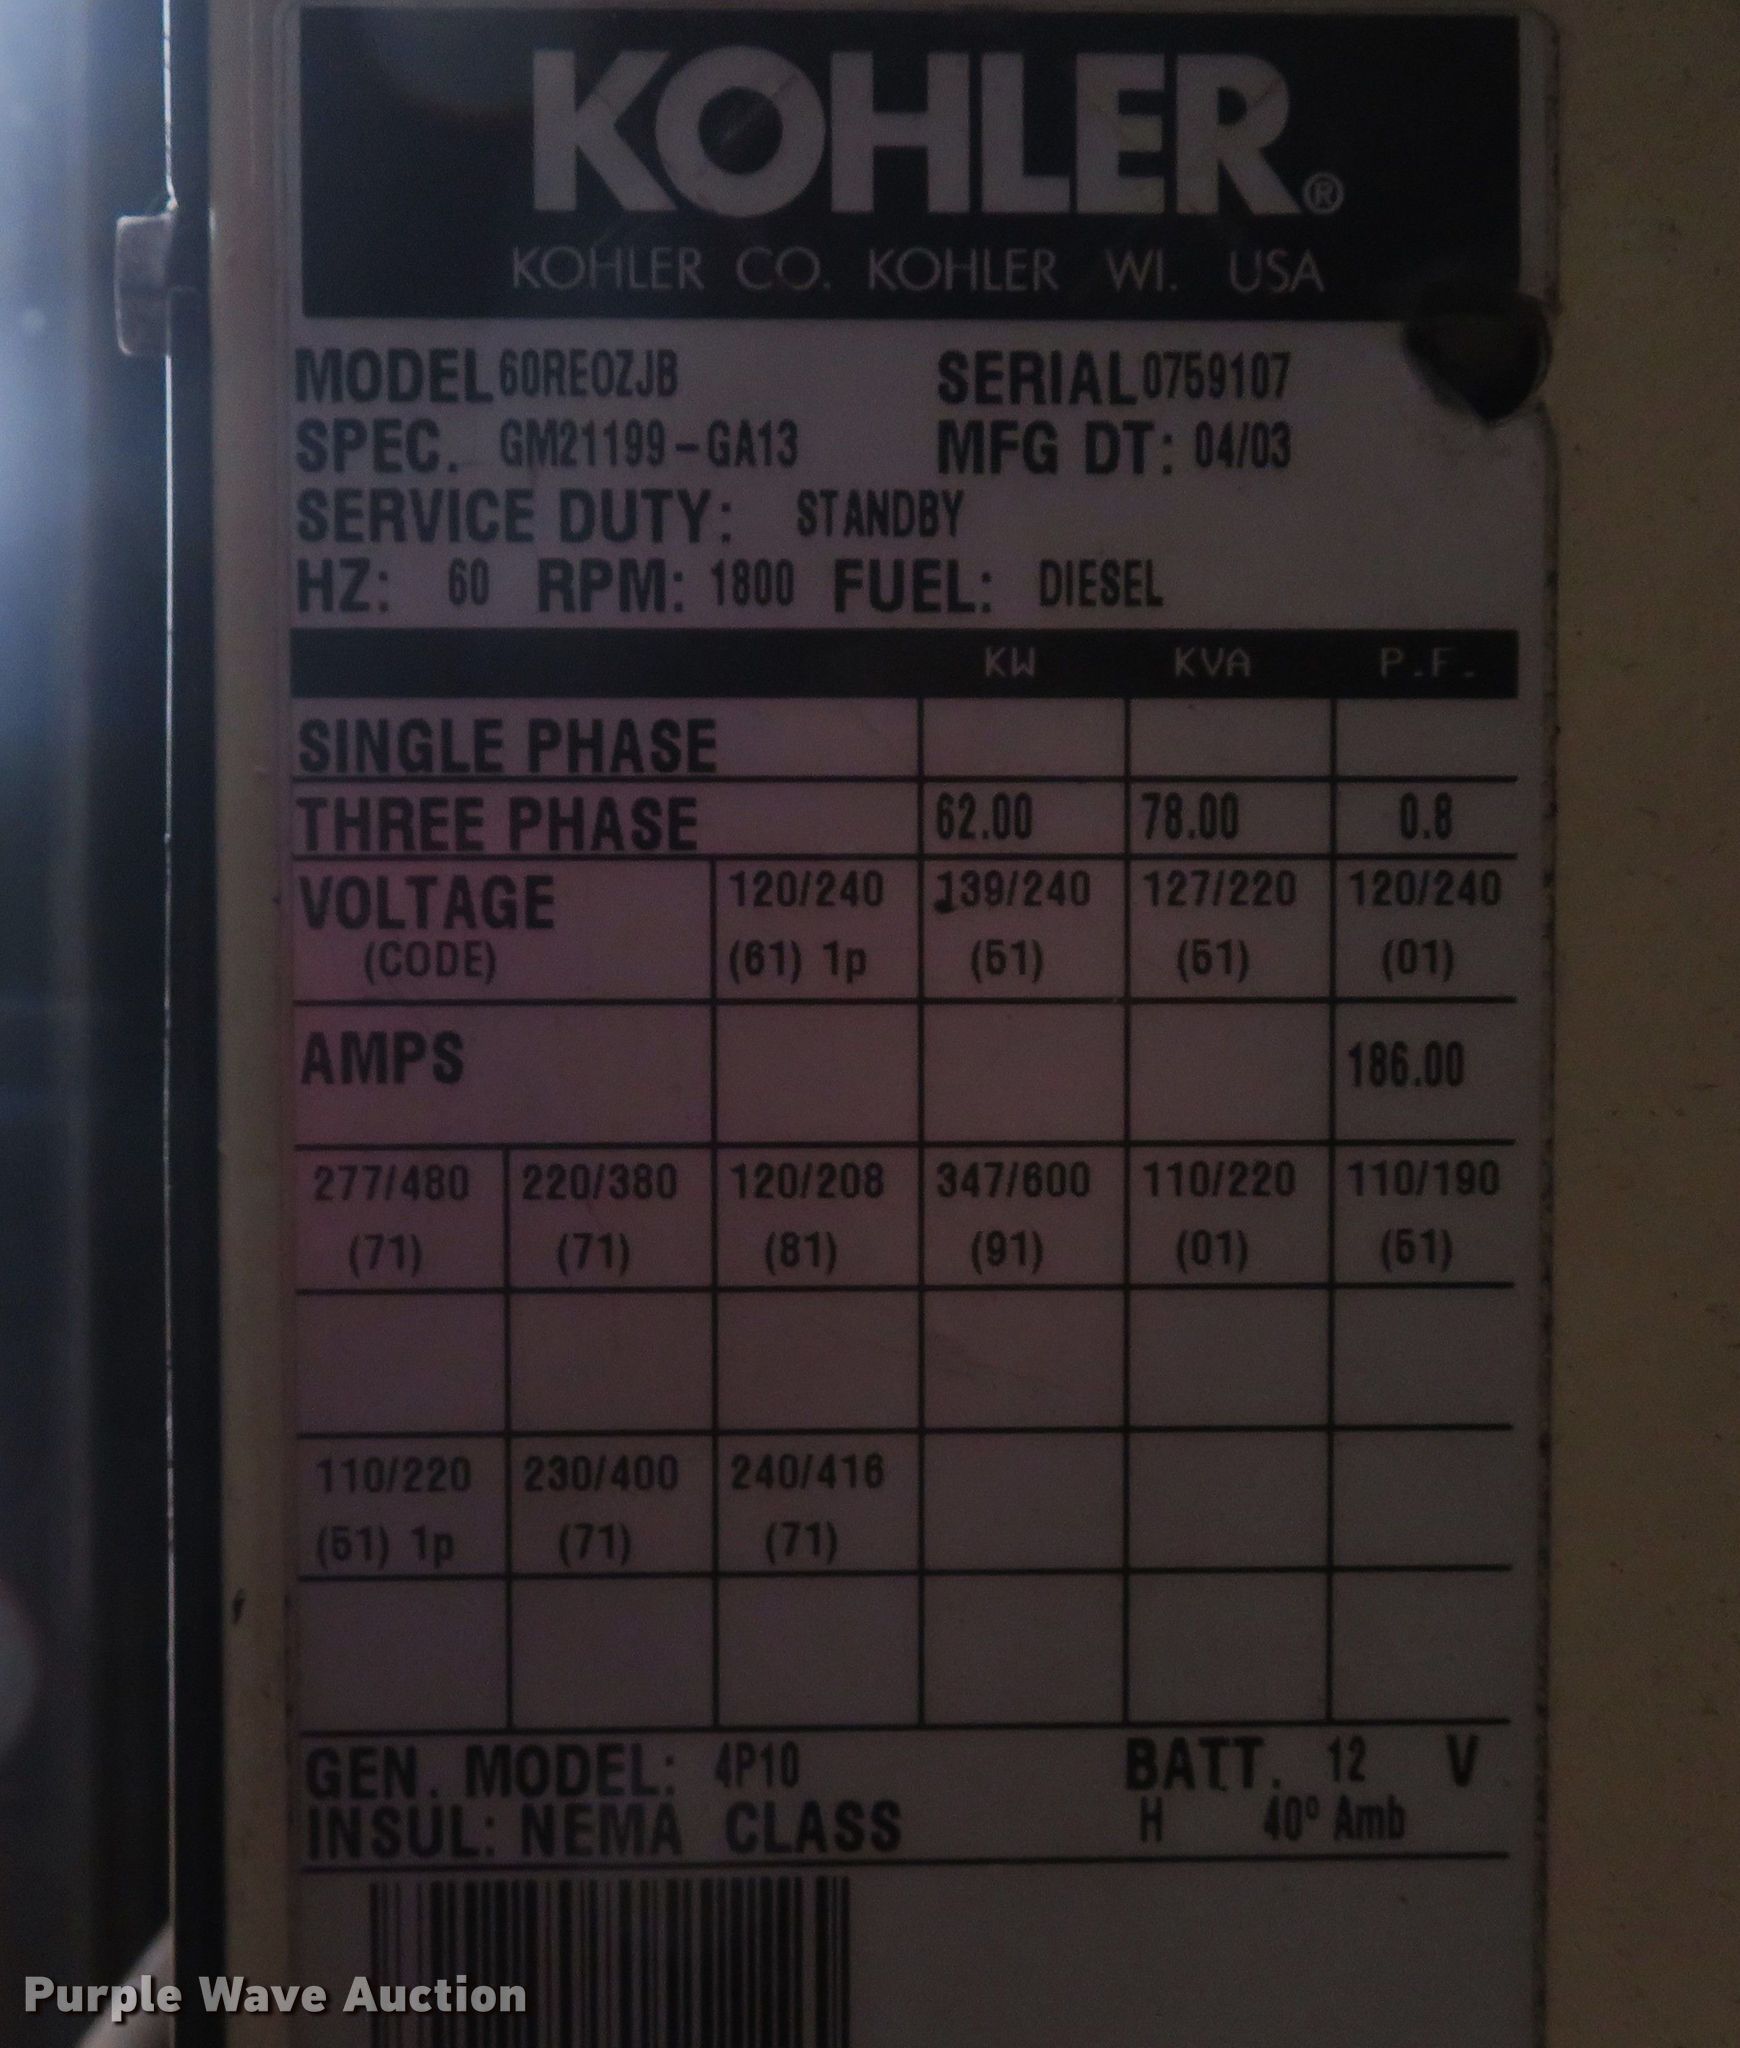 KOHLER®
KOHLER CO. KOHLER WI. USA
MODEL 60REOZJB SERIAL 0759107
SPEC. GM21199-GA13 MFG DT: 04/03
SERVICE DUTY: STANDBY
HZ: 60 RPM: 1800 FUEL: DIESEL
KW KVA P.F.
SINGLE PHASE
THREE PHASE 62.00 78.00 0.8
VOLTAGE 120/240 139/240 127/220 120/240
(CODE) (61) 1p (51) (61) (01)
AMPS 186.00
277/480 220/380 120/208 347/600 110/220 110/190
(71) (71) (81) (91) (01) (61)
110/220 230/400 240/416
(51) 1p (71) (71)
GEN. MODEL: 4P10 BATT. 12 V
INSUL: NEMA CLASS H 40º Amb
Purple Wave Auction